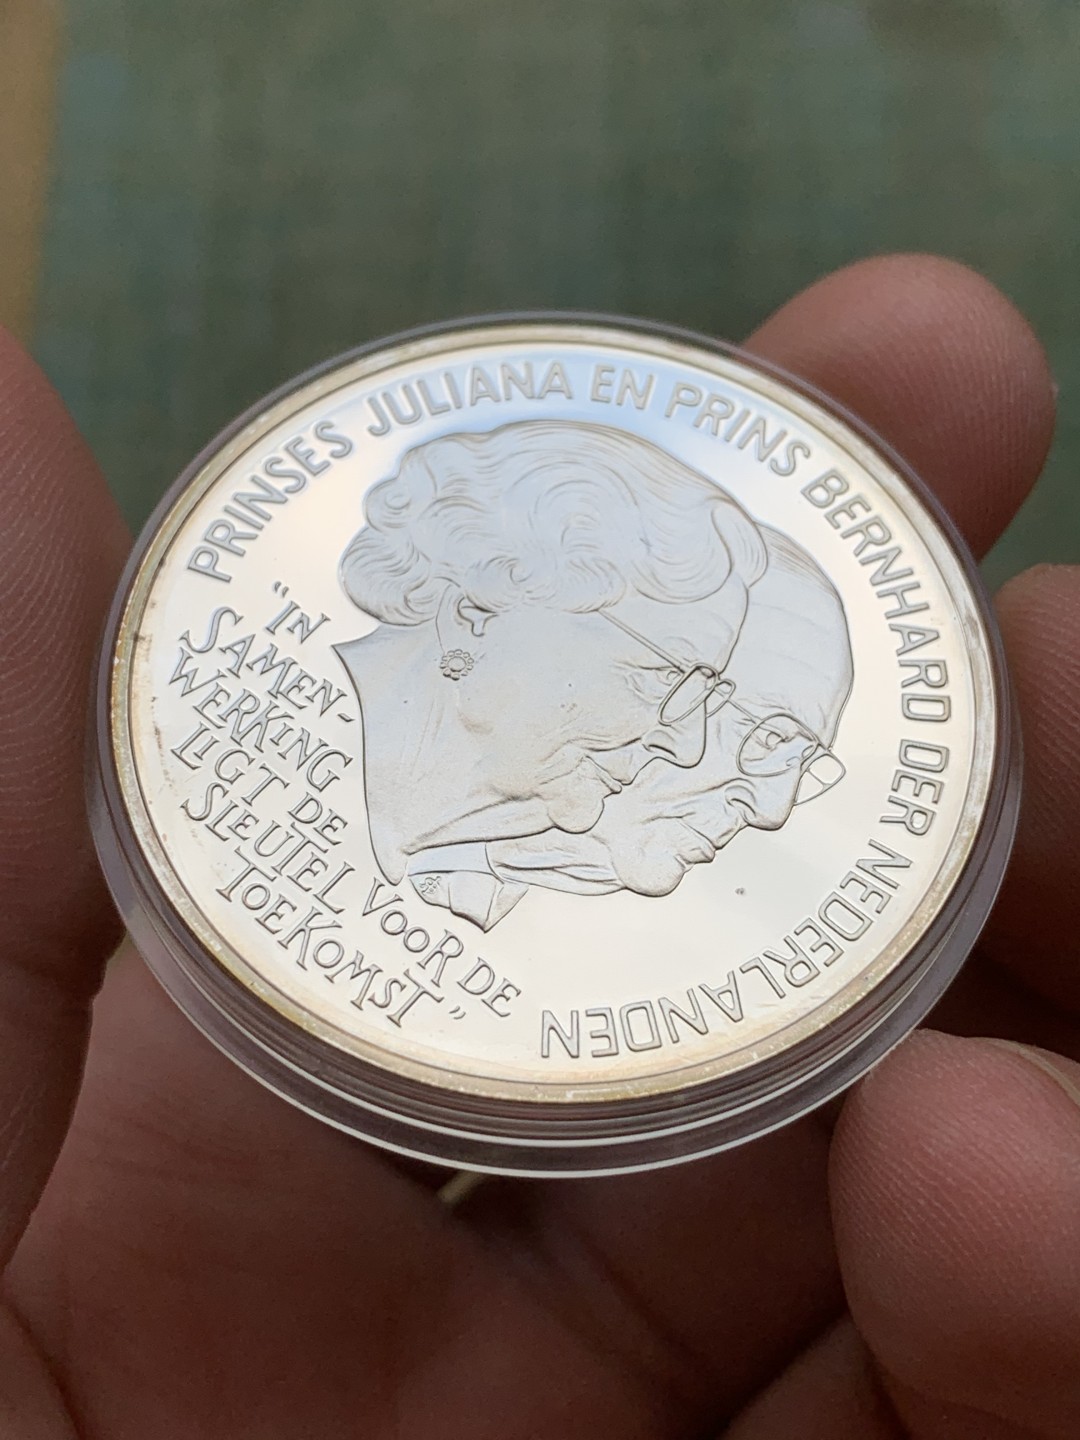 PRINSES JULIANA EN PRINS BERNHARD DER NEDERLANDEN
"IN
SAMEN-
WERKING
LIGT DE
SLEUTEL VOOR DE
TOEKOMST"